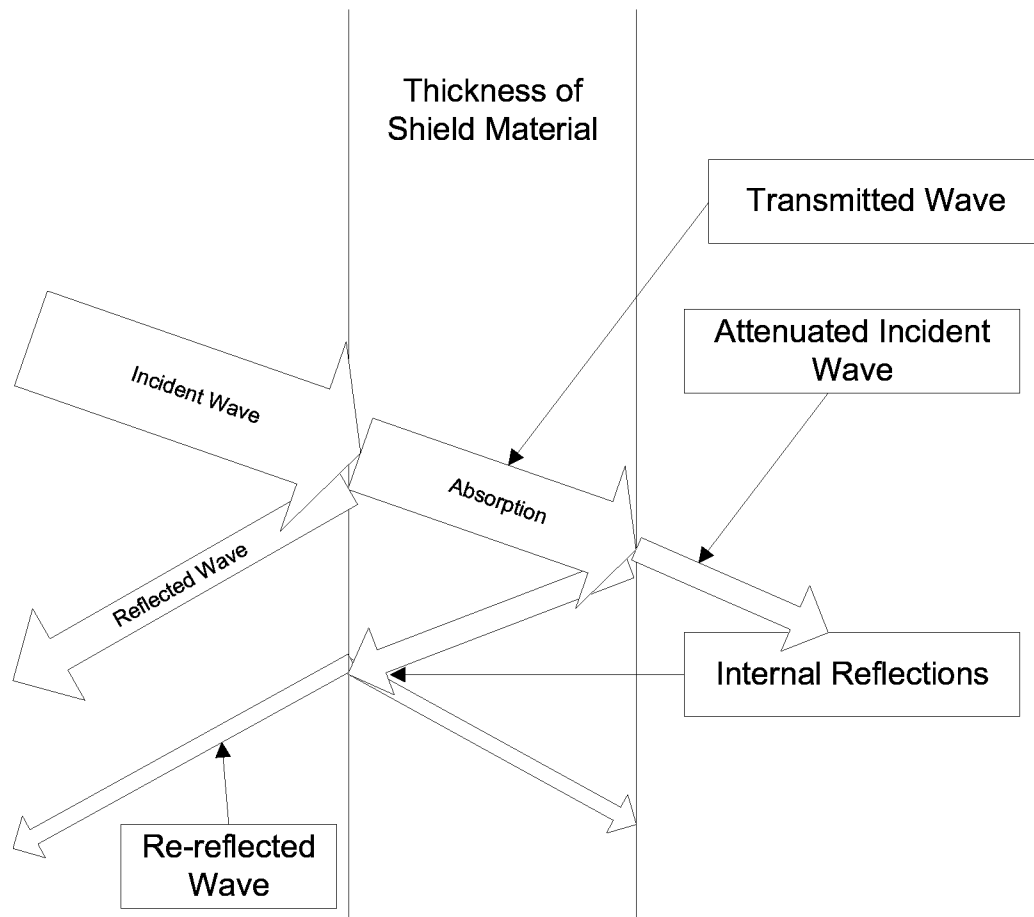 Thickness of
Shield Material
Transmitted Wave
Attenuated Incident
Wave
Incident Wave
Absorption
Reflected Wave
Internal Reflections
Re-reflected
Wave